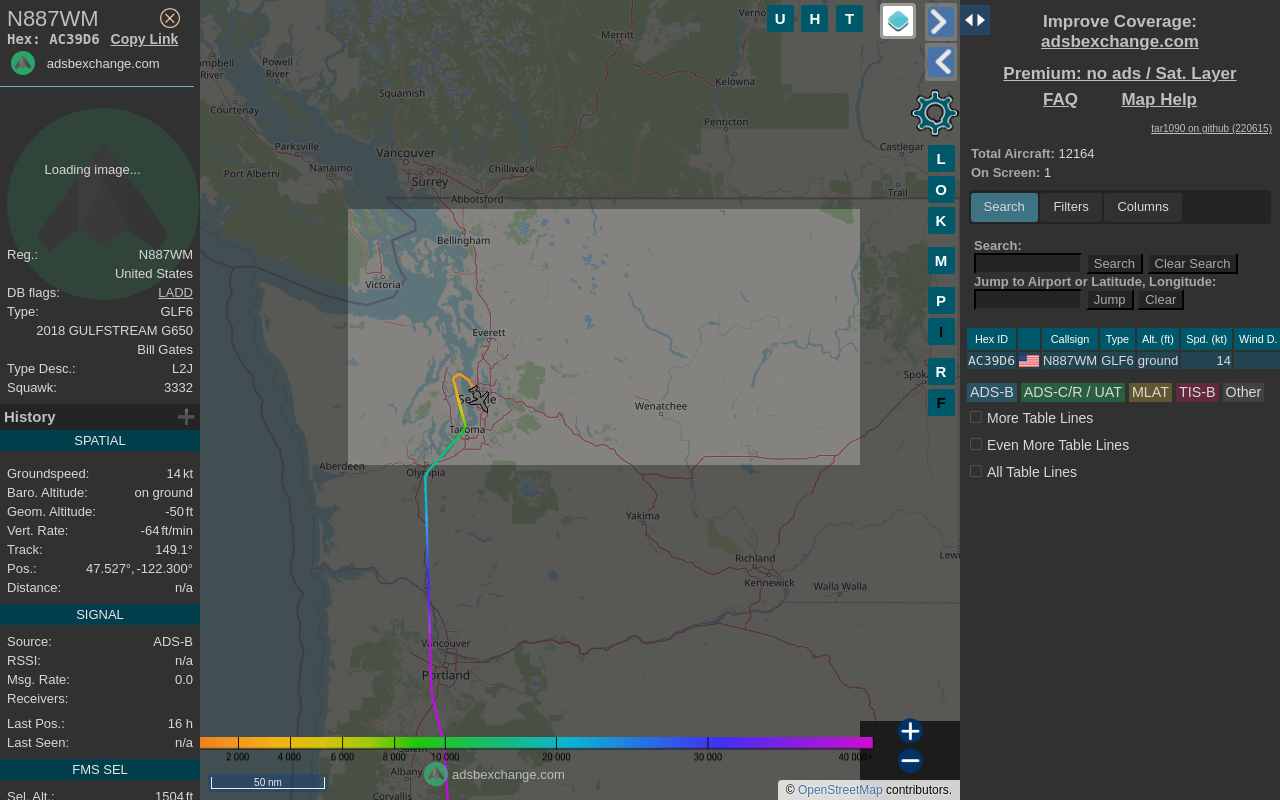 N887WM
Hex: AC39D6 Copy Link
adsbexchange.com
Loading image...
Reg.: N887WM
United States
DB flags: LADD
Type: GLF6
2018 GULFSTREAM G650
Bill Gates
Type Desc.: L2J
Squawk: 3332
History
SPATIAL
Groundspeed: 14 kt
Baro. Altitude: on ground
Geom. Altitude: -50 ft
Vert. Rate: -64 ft/min
Track: 149.1°
Pos.: 47.527°, -122.300°
Distance: n/a
SIGNAL
Source: ADS-B
RSSI: n/a
Msg. Rate: 0.0
Receivers:
Last Pos.: 16 h
Last Seen: n/a
FMS SEL
Sel. Alt.: 1504 ft
U H T
Merritt
Powell
River
River
Kelowna
Squamish
Courtenay
Penticton
Parksville
Vancouver
Castlegar
Nanaimo
Port Alberni
Chilliwack
Surrey
Trail
Abbotsford
Bellingham
Victoria
Everett
Wenatchee
Tacoma
Aberdeen
Olympia
Yakima
Richland
Kennewick
Walla Walla
Vancouver
Portland
Albany
Corvallis
L
O
K
M
P
I
R
F
2 000 4 000 6 000 8 000 10 000 20 000 30 000 40 000+
adsbexchange.com
50 nm
© OpenStreetMap contributors.
Improve Coverage:
adsbexchange.com
Premium: no ads / Sat. Layer
FAQ Map Help
tar1090 on github (220615)
Total Aircraft: 12164
On Screen: 1
Search Filters Columns
Search:
Search Clear Search
Jump to Airport or Latitude, Longitude:
Jump Clear
Hex ID Callsign Type Alt. (ft) Spd. (kt) Wind D.
AC39D6 N887WM GLF6 ground 14
ADS-B ADS-C/R / UAT MLAT TIS-B Other
More Table Lines
Even More Table Lines
All Table Lines